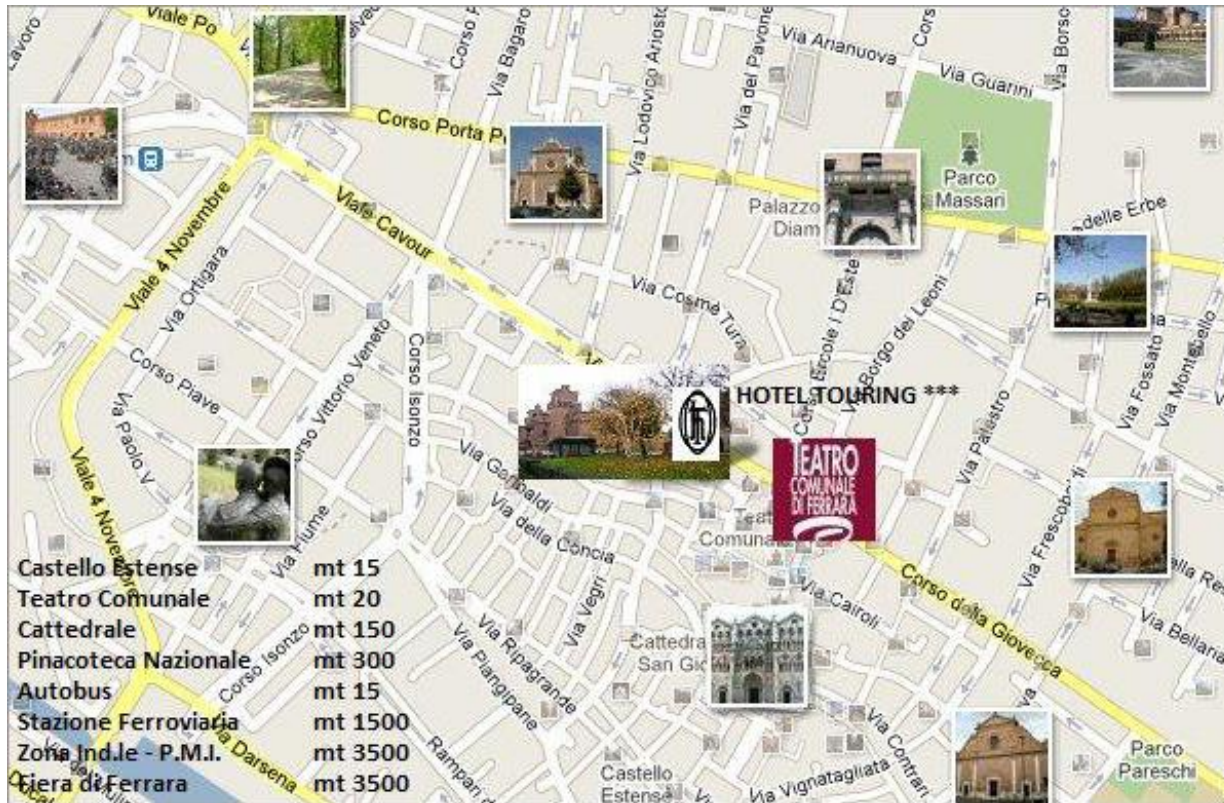 Viale Po
Corso Porta P
Via Bagaro
Via Lodovico Ariosto
Via del Pavone
Via Arianuova
Via Guarini
Via Borso
Parco
Massari
Palazzo
Diam
delle Erbe
Viale Cavour
Viale 4 Novembre
Via Ortigara
Via Cosmè Tura
Corso Ercole I D'Este
Via Borgo dei Leoni
Corso Piave
Corso Vittorio Veneto
Corso Isonzo
Via Paolo V
Via Palestro
Via Fossato
Via Montebello
HOTEL TOURING ***
TEATRO
COMUNALE
DI FERRARA
Via Garibaldi
Via della Concia
Viale 4 Novembre
Via Fiume
Via Frescobaldi
Teat
Comunal
Corso della Giovecca
Via Cairoli
Via Bellaria
Via Vegri
Via Ripagrande
Via Piangipane
Cattedra
San Gio
Corso Isonzo
Via Darsena
Rampari d
Castello
Estense
Via Vignatagliata
Via Contrari
Parco
Pareschi
Castello Estense mt 15
Teatro Comunale mt 20
Cattedrale mt 150
Pinacoteca Nazionale mt 300
Autobus mt 15
Stazione Ferroviaria mt 1500
Zona Ind.le - P.M.I. mt 3500
Fiera di Ferrara mt 3500